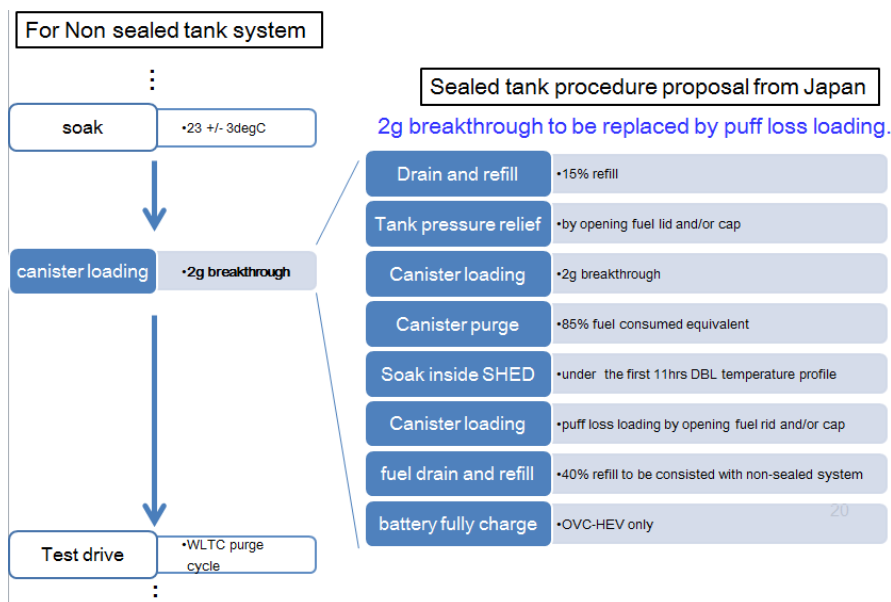 For Non sealed tank system
⋮
soak
•23 +/- 3degC
canister loading
•2g breakthrough
Test drive
•WLTC purge
cycle
⋮
Sealed tank procedure proposal from Japan
2g breakthrough to be replaced by puff loss loading.
Drain and refill
•15% refill
Tank pressure relief
•by opening fuel lid and/or cap
Canister loading
•2g breakthrough
Canister purge
•85% fuel consumed equivalent
Soak inside SHED
•under the first 11hrs DBL temperature profile
Canister loading
•puff loss loading by opening fuel rid and/or cap
fuel drain and refill
•40% refill to be consisted with non-sealed system
20
battery fully charge
•OVC-HEV only